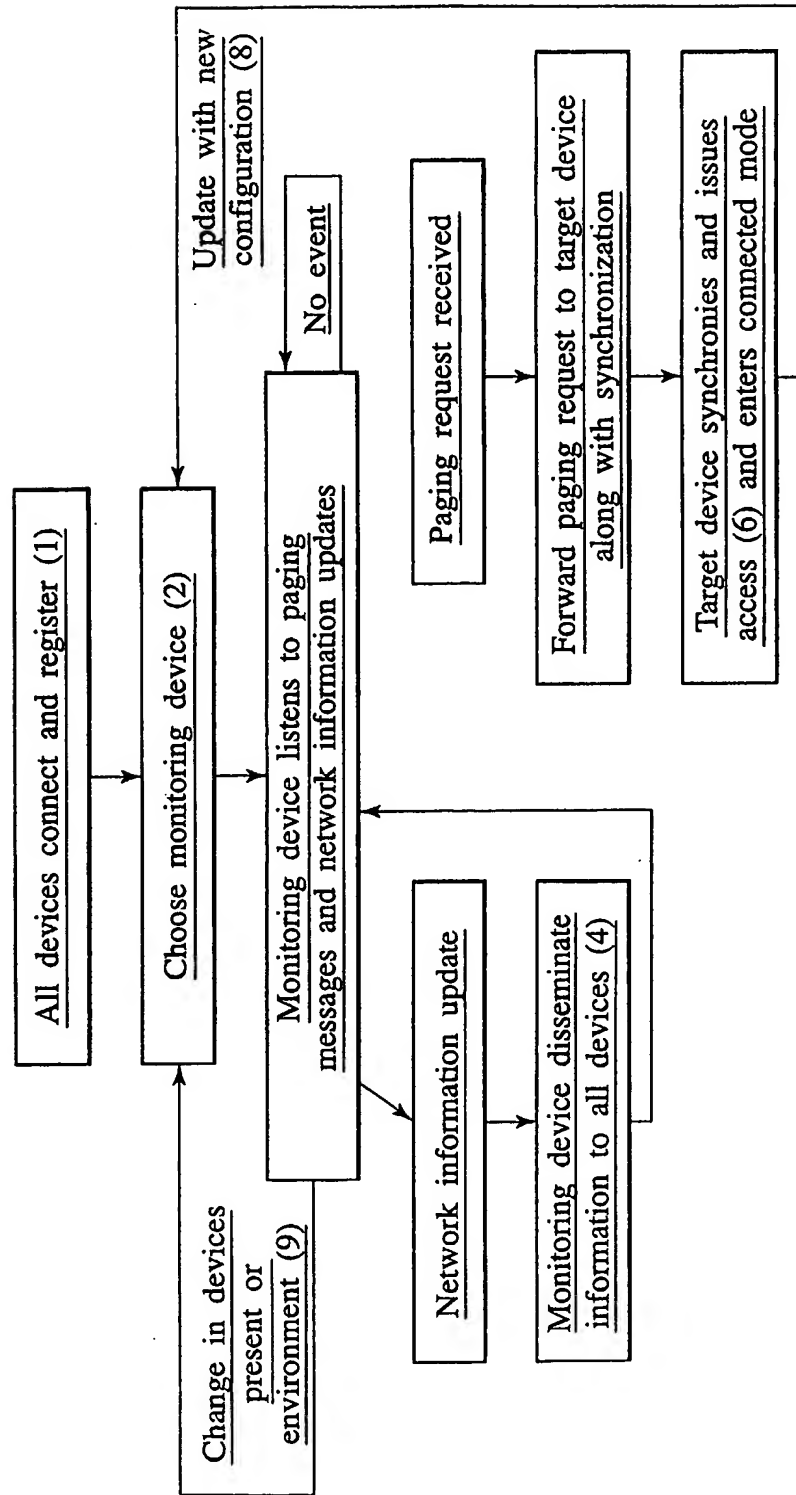 All devices connect and register (1)
Choose monitoring device (2)
Update with new
configuration (8)
Change in devices
present or
environment (9)
Monitoring device listens to paging
messages and network information updates
No event
Network information update
Monitoring device disseminate
information to all devices (4)
Paging request received
Forward paging request to target device
along with synchronization
Target device synchronies and issues
access (6) and enters connected mode